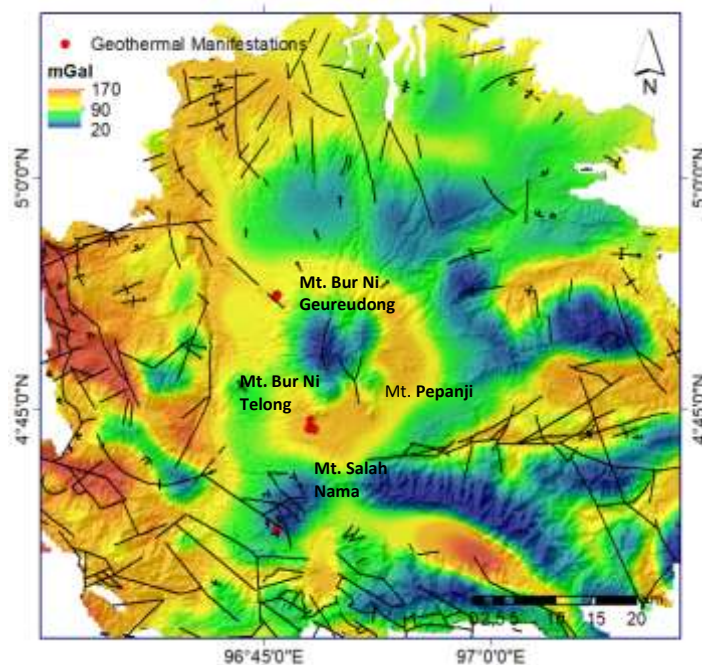 Geothermal Manifestations
mGal
170
90
20
N
5°0'0"N
5°0'0"N
Mt. Bur Ni
Geureudong
Mt. Bur Ni
Telong
Mt. Pepanji
4°45'0"N
4°45'0"N
Mt. Salah
Nama
15 20
96°45'0"E
97°0'0"E